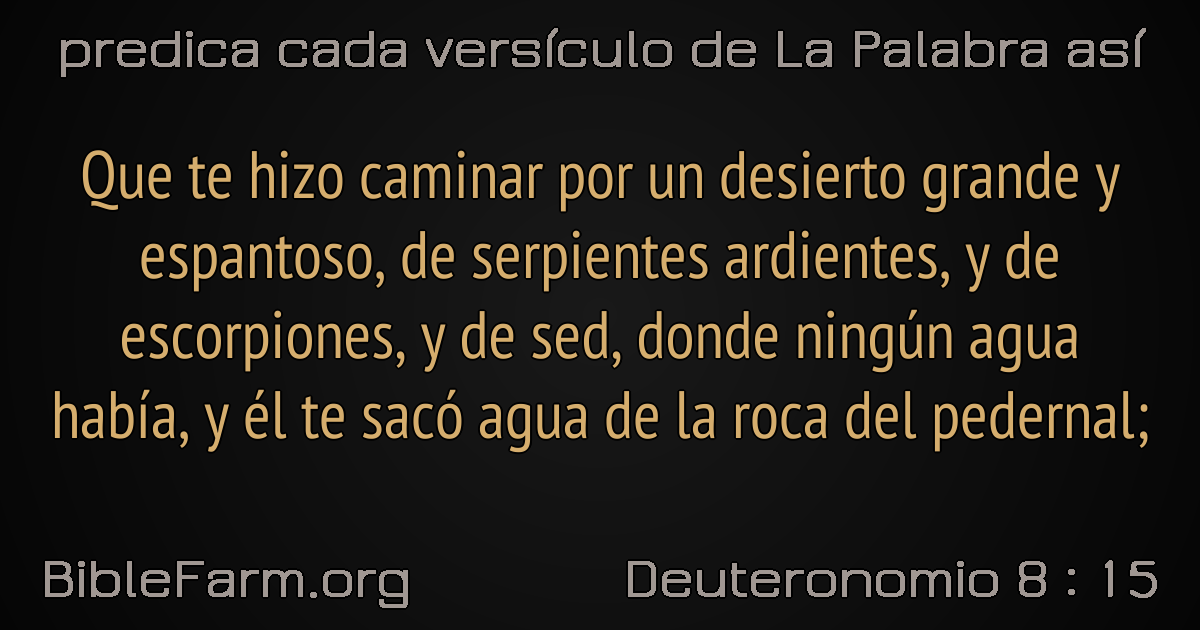 predica cada versículo de La Palabra así
Que te hizo caminar por un desierto grande y
espantoso, de serpientes ardientes, y de
escorpiones, y de sed, donde ningún agua
había, y él te sacó agua de la roca del pedernal;
BibleFarm.org
Deuteronomio 8 : 15